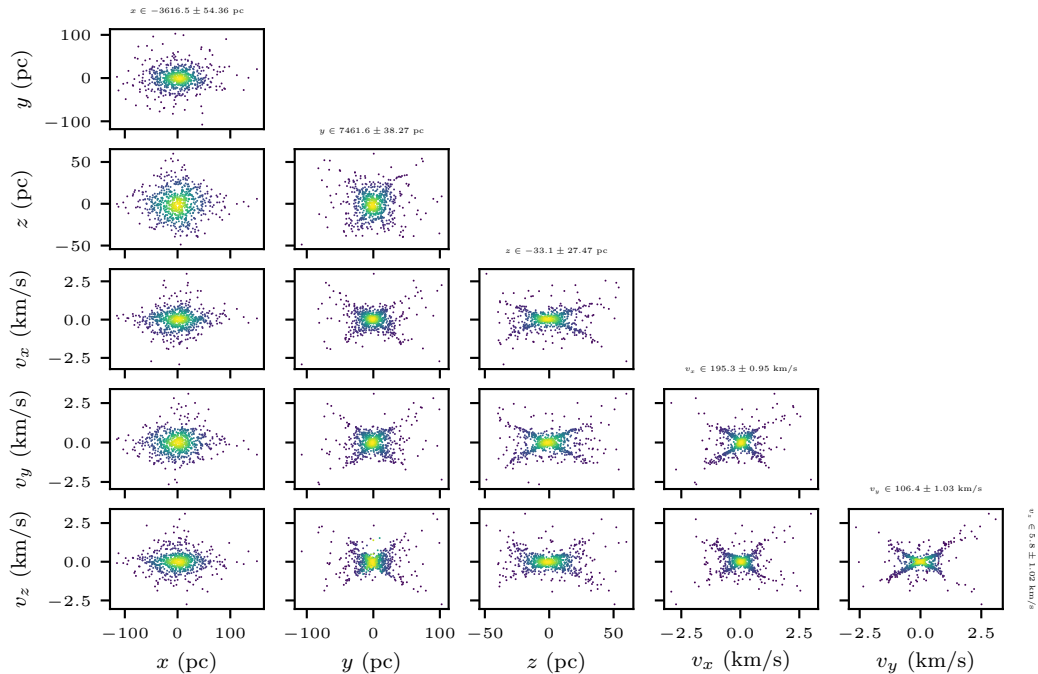 x ∈ −3616.5 ± 54.36 pc
y (pc)
100
0
−100
y ∈ 7461.6 ± 38.27 pc
z (pc)
50
0
−50
z ∈ −33.1 ± 27.47 pc
v_x (km/s)
2.5
0.0
−2.5
v_x ∈ 195.3 ± 0.95 km/s
v_y (km/s)
2.5
0.0
−2.5
v_y ∈ 106.4 ± 1.03 km/s
v_z (km/s)
2.5
0.0
−2.5
v_z ∈ 5.8 ± 1.02 km/s
−100 0 100 −100 0 100 −50 0 50 −2.5 0.0 2.5 −2.5 0.0 2.5
x (pc) y (pc) z (pc) v_x (km/s) v_y (km/s)